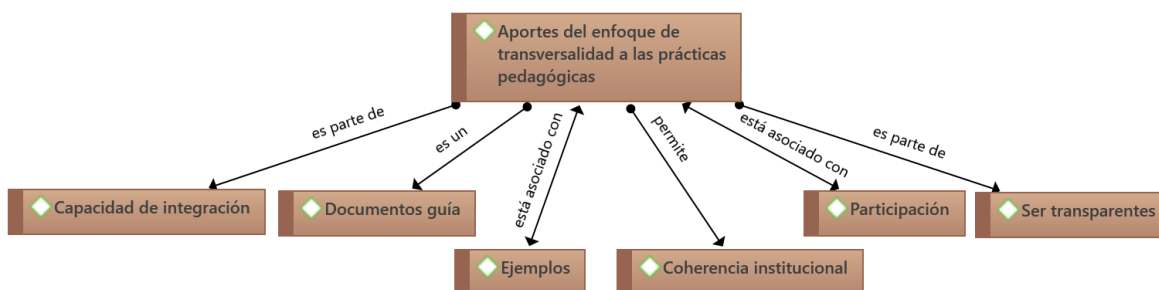 Aportes del enfoque de
transversalidad a las prácticas
pedagógicas
es parte de
es un
está asociado con
permite
está asociado con
es parte de
Capacidad de integración
Documentos guía
Participación
Ser transparentes
Ejemplos
Coherencia institucional